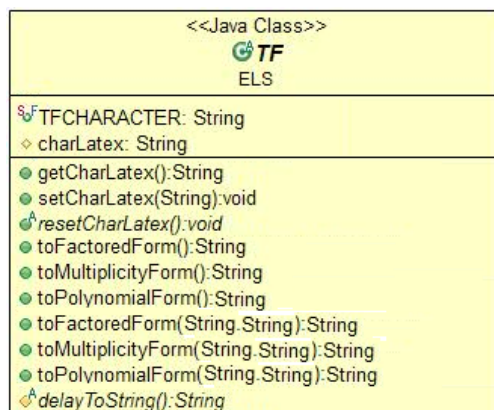 <<Java Class>>
TF
ELS
TFCHARACTER: String
charLatex: String
getCharLatex():String
setCharLatex(String):void
resetCharLatex():void
toFactoredForm():String
toMultiplicityForm():String
toPolynomialForm():String
toFactoredForm(String.String):String
toMultiplicityForm(String.String):String
toPolynomialForm(String.String):String
delayToString():String